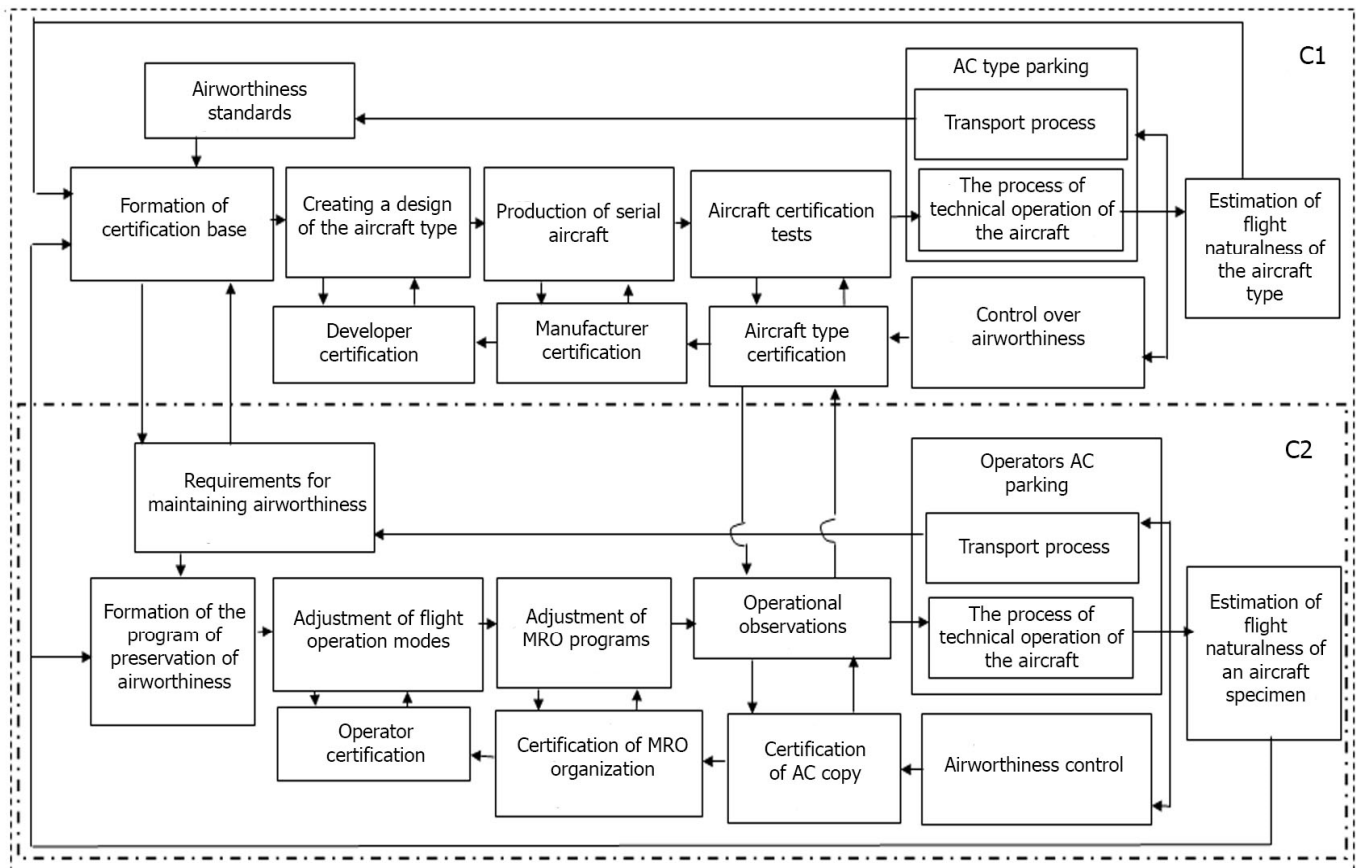 C1
AC type parking
Airworthiness
standards
Transport process
Formation of
certification base
Creating a design
of the aircraft type
Production of serial
aircraft
Aircraft certification
tests
The process of
technical operation of
the aircraft
Estimation of
flight
naturalness of
the aircraft
type
Developer
certification
Manufacturer
certification
Aircraft type
certification
Control over
airworthiness
C2
Requirements for
maintaining airworthiness
Operators AC
parking
Transport process
Formation of the
program of
preservation of
airworthiness
Adjustment of flight
operation modes
Adjustment of
MRO programs
Operational
observations
The process of
technical operation of
the aircraft
Estimation of
flight
naturalness of
an aircraft
specimen
Operator
certification
Certification of MRO
organization
Certification
of AC copy
Airworthiness control